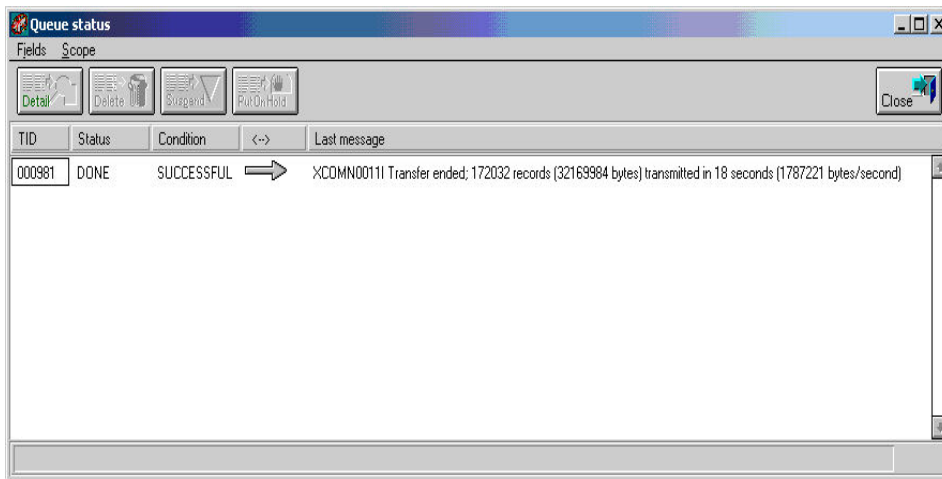 Queue status
Fields Scope
Detail Delete Suspend PutOnHold Close
TID Status Condition <--> Last message
000981 DONE SUCCESSFUL XCOMN0011I Transfer ended; 172032 records (32169984 bytes) transmitted in 18 seconds (1787221 bytes/second)